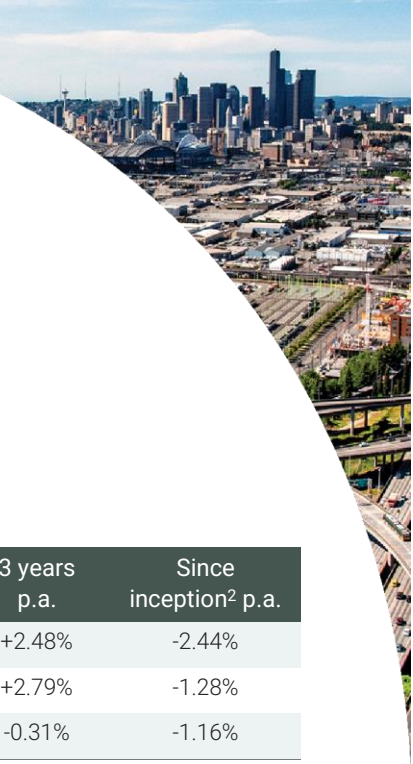 3 years Since
p.a. inception² p.a.
+2.48% -2.44%
+2.79% -1.28%
-0.31% -1.16%